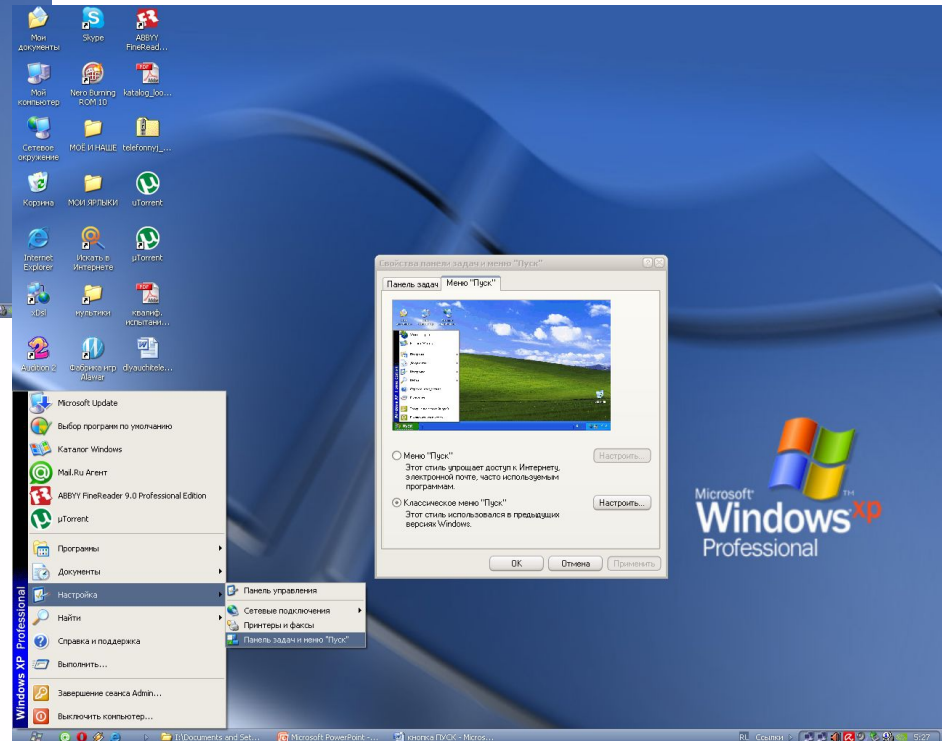 Мои документы
Skype
ABBYY FineRead...
Мой компьютер
Nero Burning ROM 10
katalog_loo...
Сетевое окружение
МОЁ И НАШЕ
telefonnyj_...
Корзина
МОИ ЯРЛЫКИ
uTorrent
Internet Explorer
Искать в Интернете
µTorrent
xDsl
мультики
квалиф. испытани...
Audition 2
Фабрика игр Alawar
dlyauchitele...
Microsoft Update
Выбор программ по умолчанию
Каталог Windows
Mail.Ru Агент
ABBYY FineReader 9.0 Professional Edition
µTorrent
Программы
Документы
Настройка
Найти
Справка и поддержка
Выполнить...
Завершение сеанса Admin...
Выключить компьютер...
Windows XP Professional
Панель управления
Сетевые подключения
Принтеры и факсы
Панель задач и меню "Пуск"
Свойства панели задач и меню "Пуск"
Панель задач
Меню "Пуск"
Меню "Пуск"
Настроить...
Этот стиль упрощает доступ к Интернету,
электронной почте, часто используемым
программам.
Классическое меню "Пуск"
Настроить...
Этот стиль использовался в предыдущих
версиях Windows.
ОК
Отмена
Применить
Microsoft
Windows xp
TM
Professional
I:\Documents and Set...
Microsoft PowerPoint -...
кнопка ПУСК - Micros...
RL
Ссылки
5:27